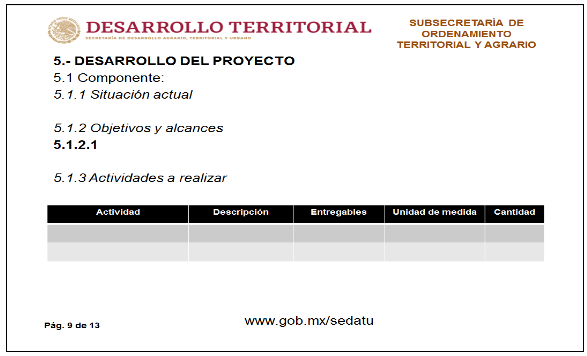 DESARROLLO TERRITORIAL
SECRETARÍA DE DESARROLLO AGRARIO, TERRITORIAL Y URBANO
SUBSECRETARÍA DE
ORDENAMIENTO
TERRITORIAL Y AGRARIO
5.- DESARROLLO DEL PROYECTO
5.1 Componente:
5.1.1 Situación actual
5.1.2 Objetivos y alcances
5.1.2.1
5.1.3 Actividades a realizar
Actividad Descripción Entregables Unidad de medida Cantidad
www.gob.mx/sedatu
Pág. 9 de 13